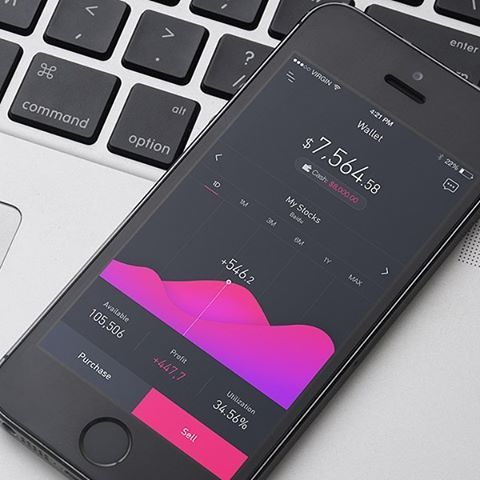 < ,
> .
? /
enter
⌘
command
alt
option
VIRGIN
4:21 PM
22%
Wallet
$7,564.58
Cash: $6,000.00
My Stocks
Baidu
1D 1M 3M 6M 1Y MAX
+546.2
Available
105,506
Profit
+447.7
Utilization
34.56%
Purchase
Sell